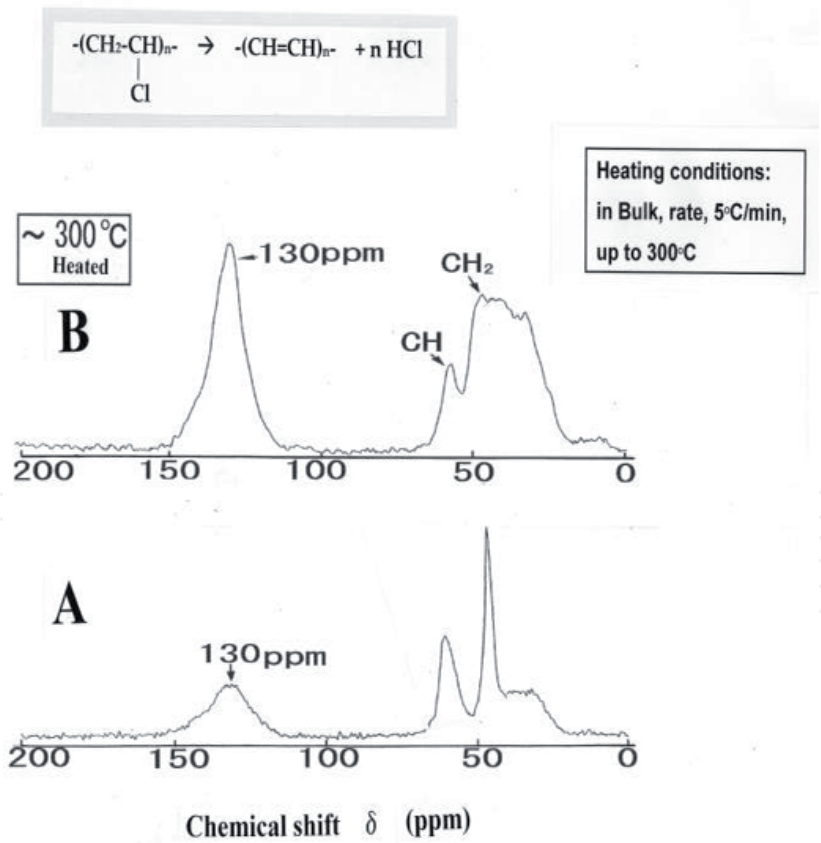 -(CH₂-CH)ₙ- → -(CH=CH)ₙ- + n HCl
|
Cl
Heating conditions:
in Bulk, rate, 5°C/min,
up to 300°C
~ 300°C
Heated
B
130ppm
CH₂
CH
200 150 100 50 0
A
130ppm
200 150 100 50 0
Chemical shift δ (ppm)